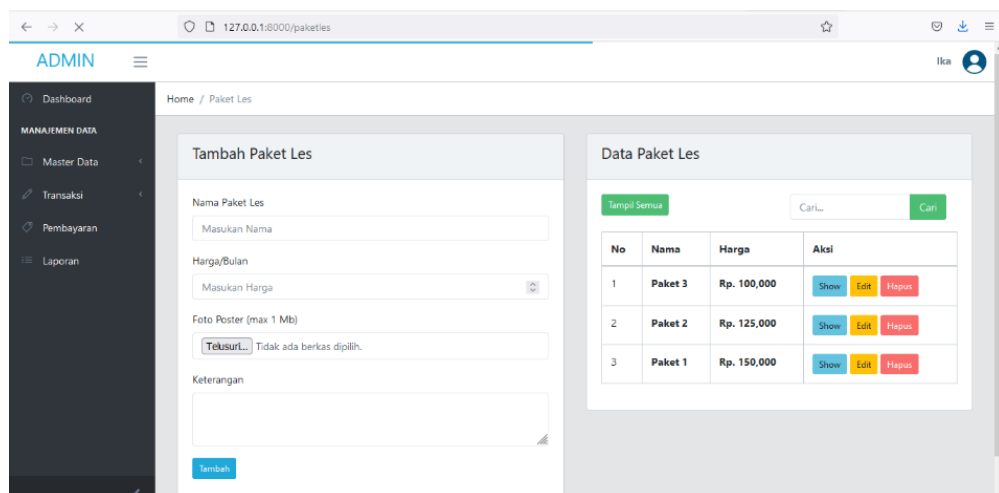 127.0.0.1:8000/paketles
ADMIN
Ika
Dashboard
MANAJEMEN DATA
Master Data
Transaksi
Pembayaran
Laporan
Home / Paket Les
Tambah Paket Les
Nama Paket Les
Masukan Nama
Harga/Bulan
Masukan Harga
Foto Poster (max 1 Mb)
Telusuri... Tidak ada berkas dipilih.
Keterangan
Tambah
Data Paket Les
Tampil Semua
Cari... Cari
No Nama Harga Aksi
1 Paket 3 Rp. 100,000 Show Edit Hapus
2 Paket 2 Rp. 125,000 Show Edit Hapus
3 Paket 1 Rp. 150,000 Show Edit Hapus